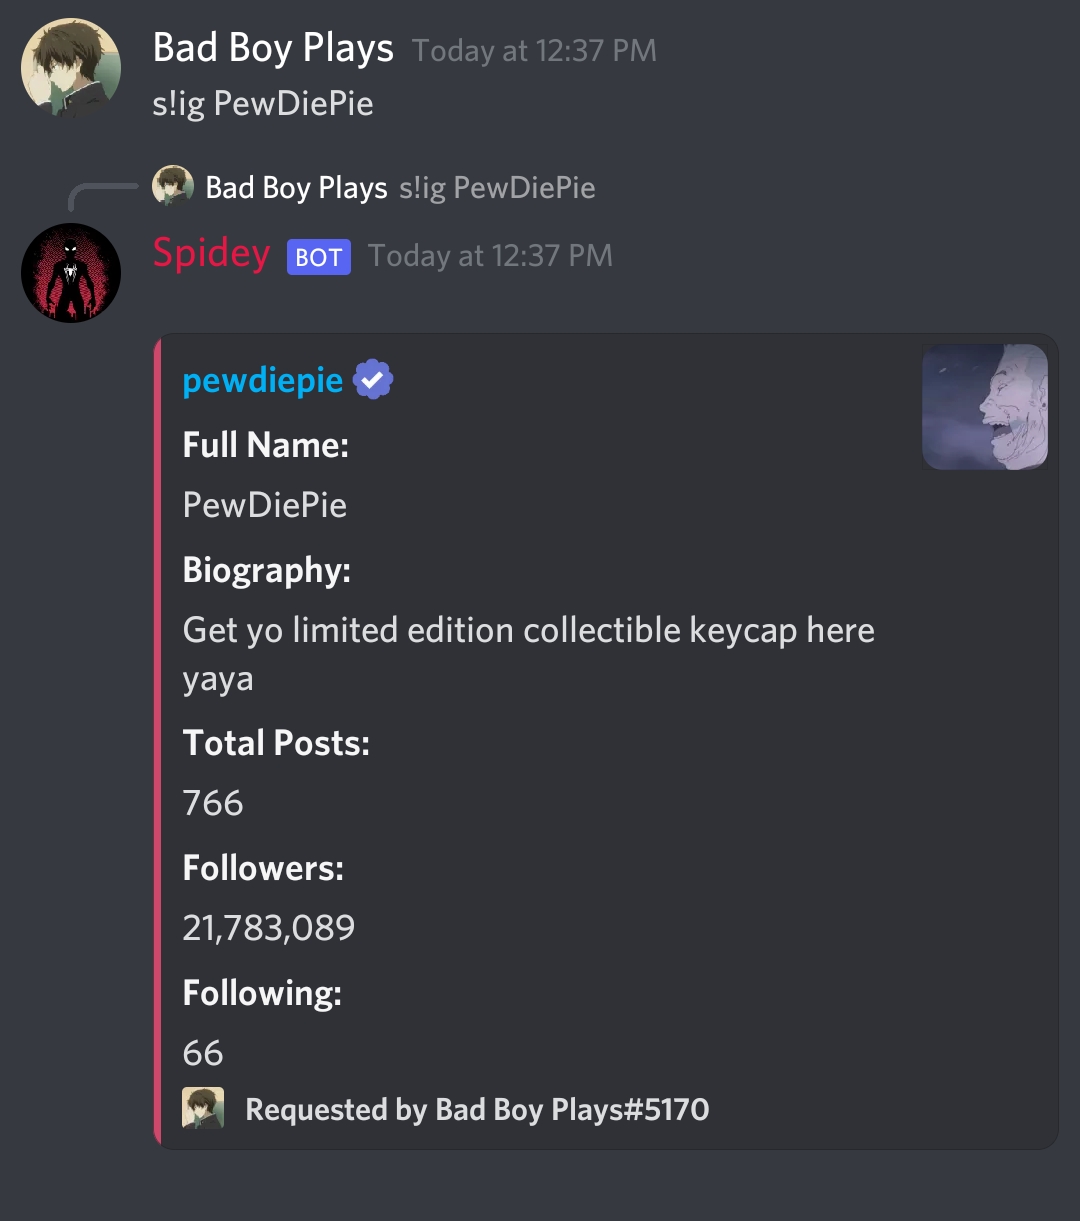 Bad Boy Plays Today at 12:37 PM
s!ig PewDiePie
Bad Boy Plays s!ig PewDiePie
Spidey BOT Today at 12:37 PM
pewdiepie
Full Name:
PewDiePie
Biography:
Get yo limited edition collectible keycap here
yaya
Total Posts:
766
Followers:
21,783,089
Following:
66
Requested by Bad Boy Plays#5170